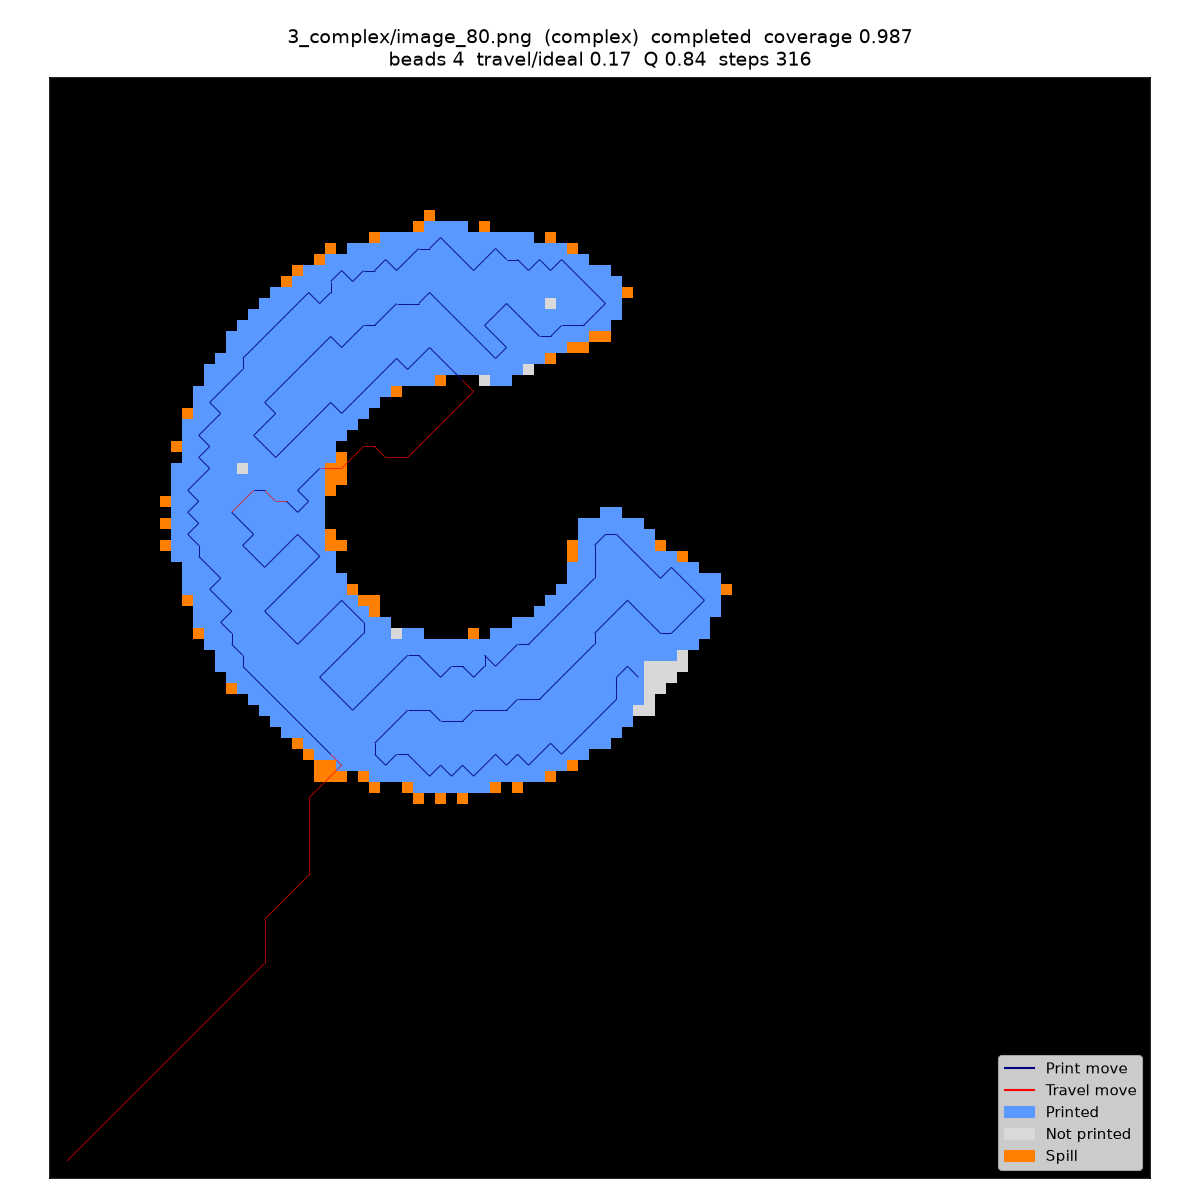 3_complex/image_80.png  (complex)  completed  coverage 0.987
beads 4  travel/ideal 0.17  Q 0.84  steps 316
Print move
Travel move
Printed
Not printed
Spill